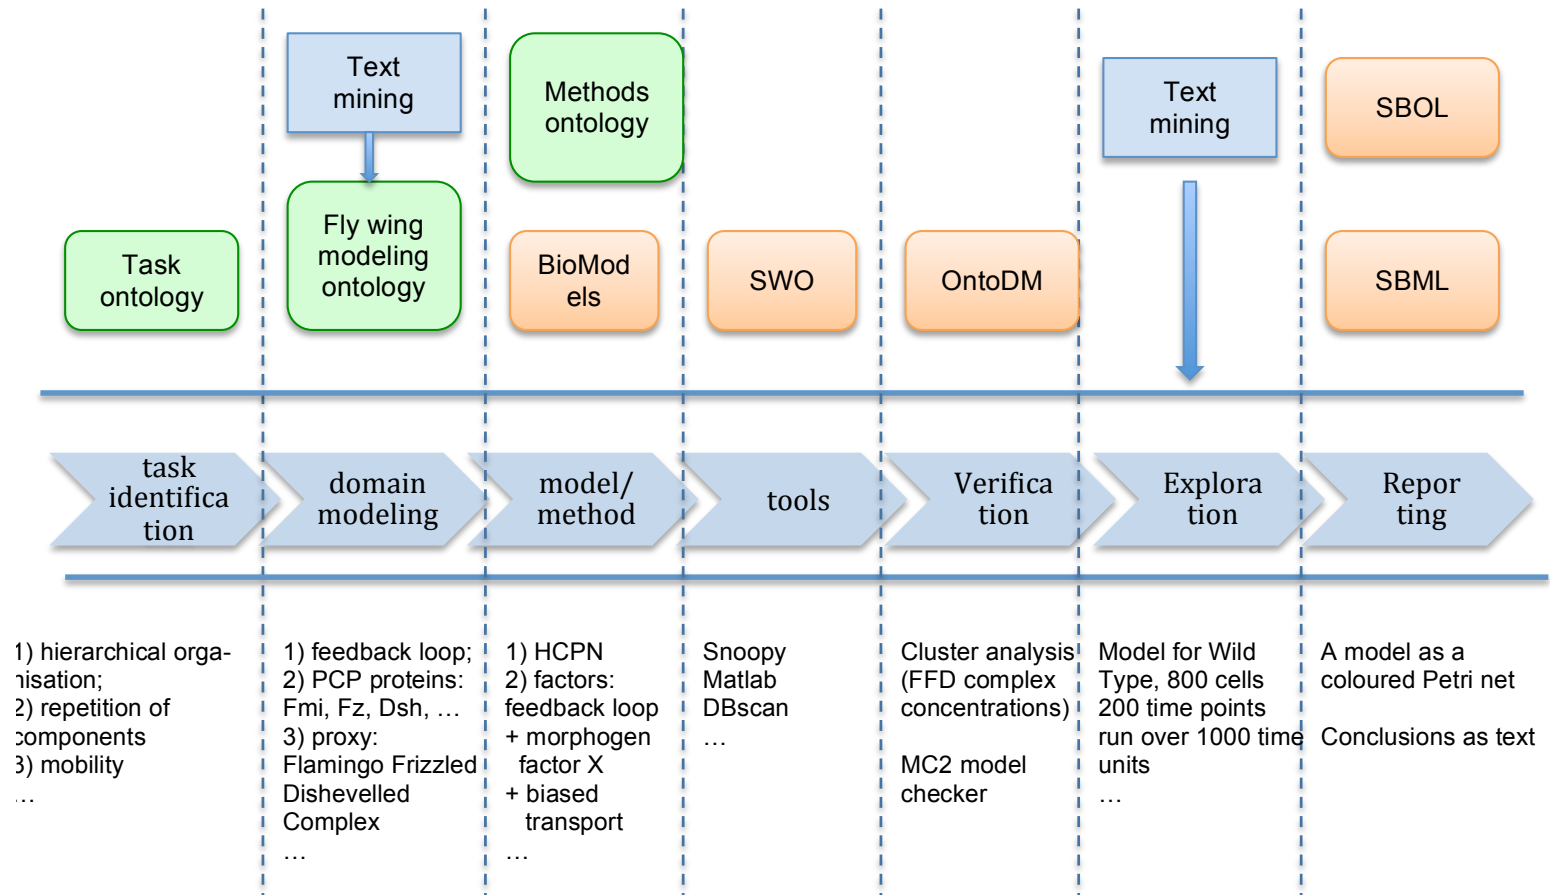 Text
mining
Methods
ontology
Text
mining
SBOL
Task
ontology
Fly wing
modeling
ontology
BioMod
els
SWO
OntoDM
SBML
task
identifica
tion
domain
modeling
model/
method
tools
Verifica
tion
Explora
tion
Repor
ting
1) hierarchical orga-
nisation;
2) repetition of
components
3) mobility
…
1) feedback loop;
2) PCP proteins:
Fmi, Fz, Dsh, …
3) proxy:
Flamingo Frizzled
Dishevelled
Complex
…
1) HCPN
2) factors:
feedback loop
+ morphogen
factor X
+ biased
transport
…
Snoopy
Matlab
DBscan
…
Cluster analysis
(FFD complex
concentrations)
MC2 model
checker
Model for Wild
Type, 800 cells
200 time points
run over 1000 time
units
…
A model as a
coloured Petri net
Conclusions as text